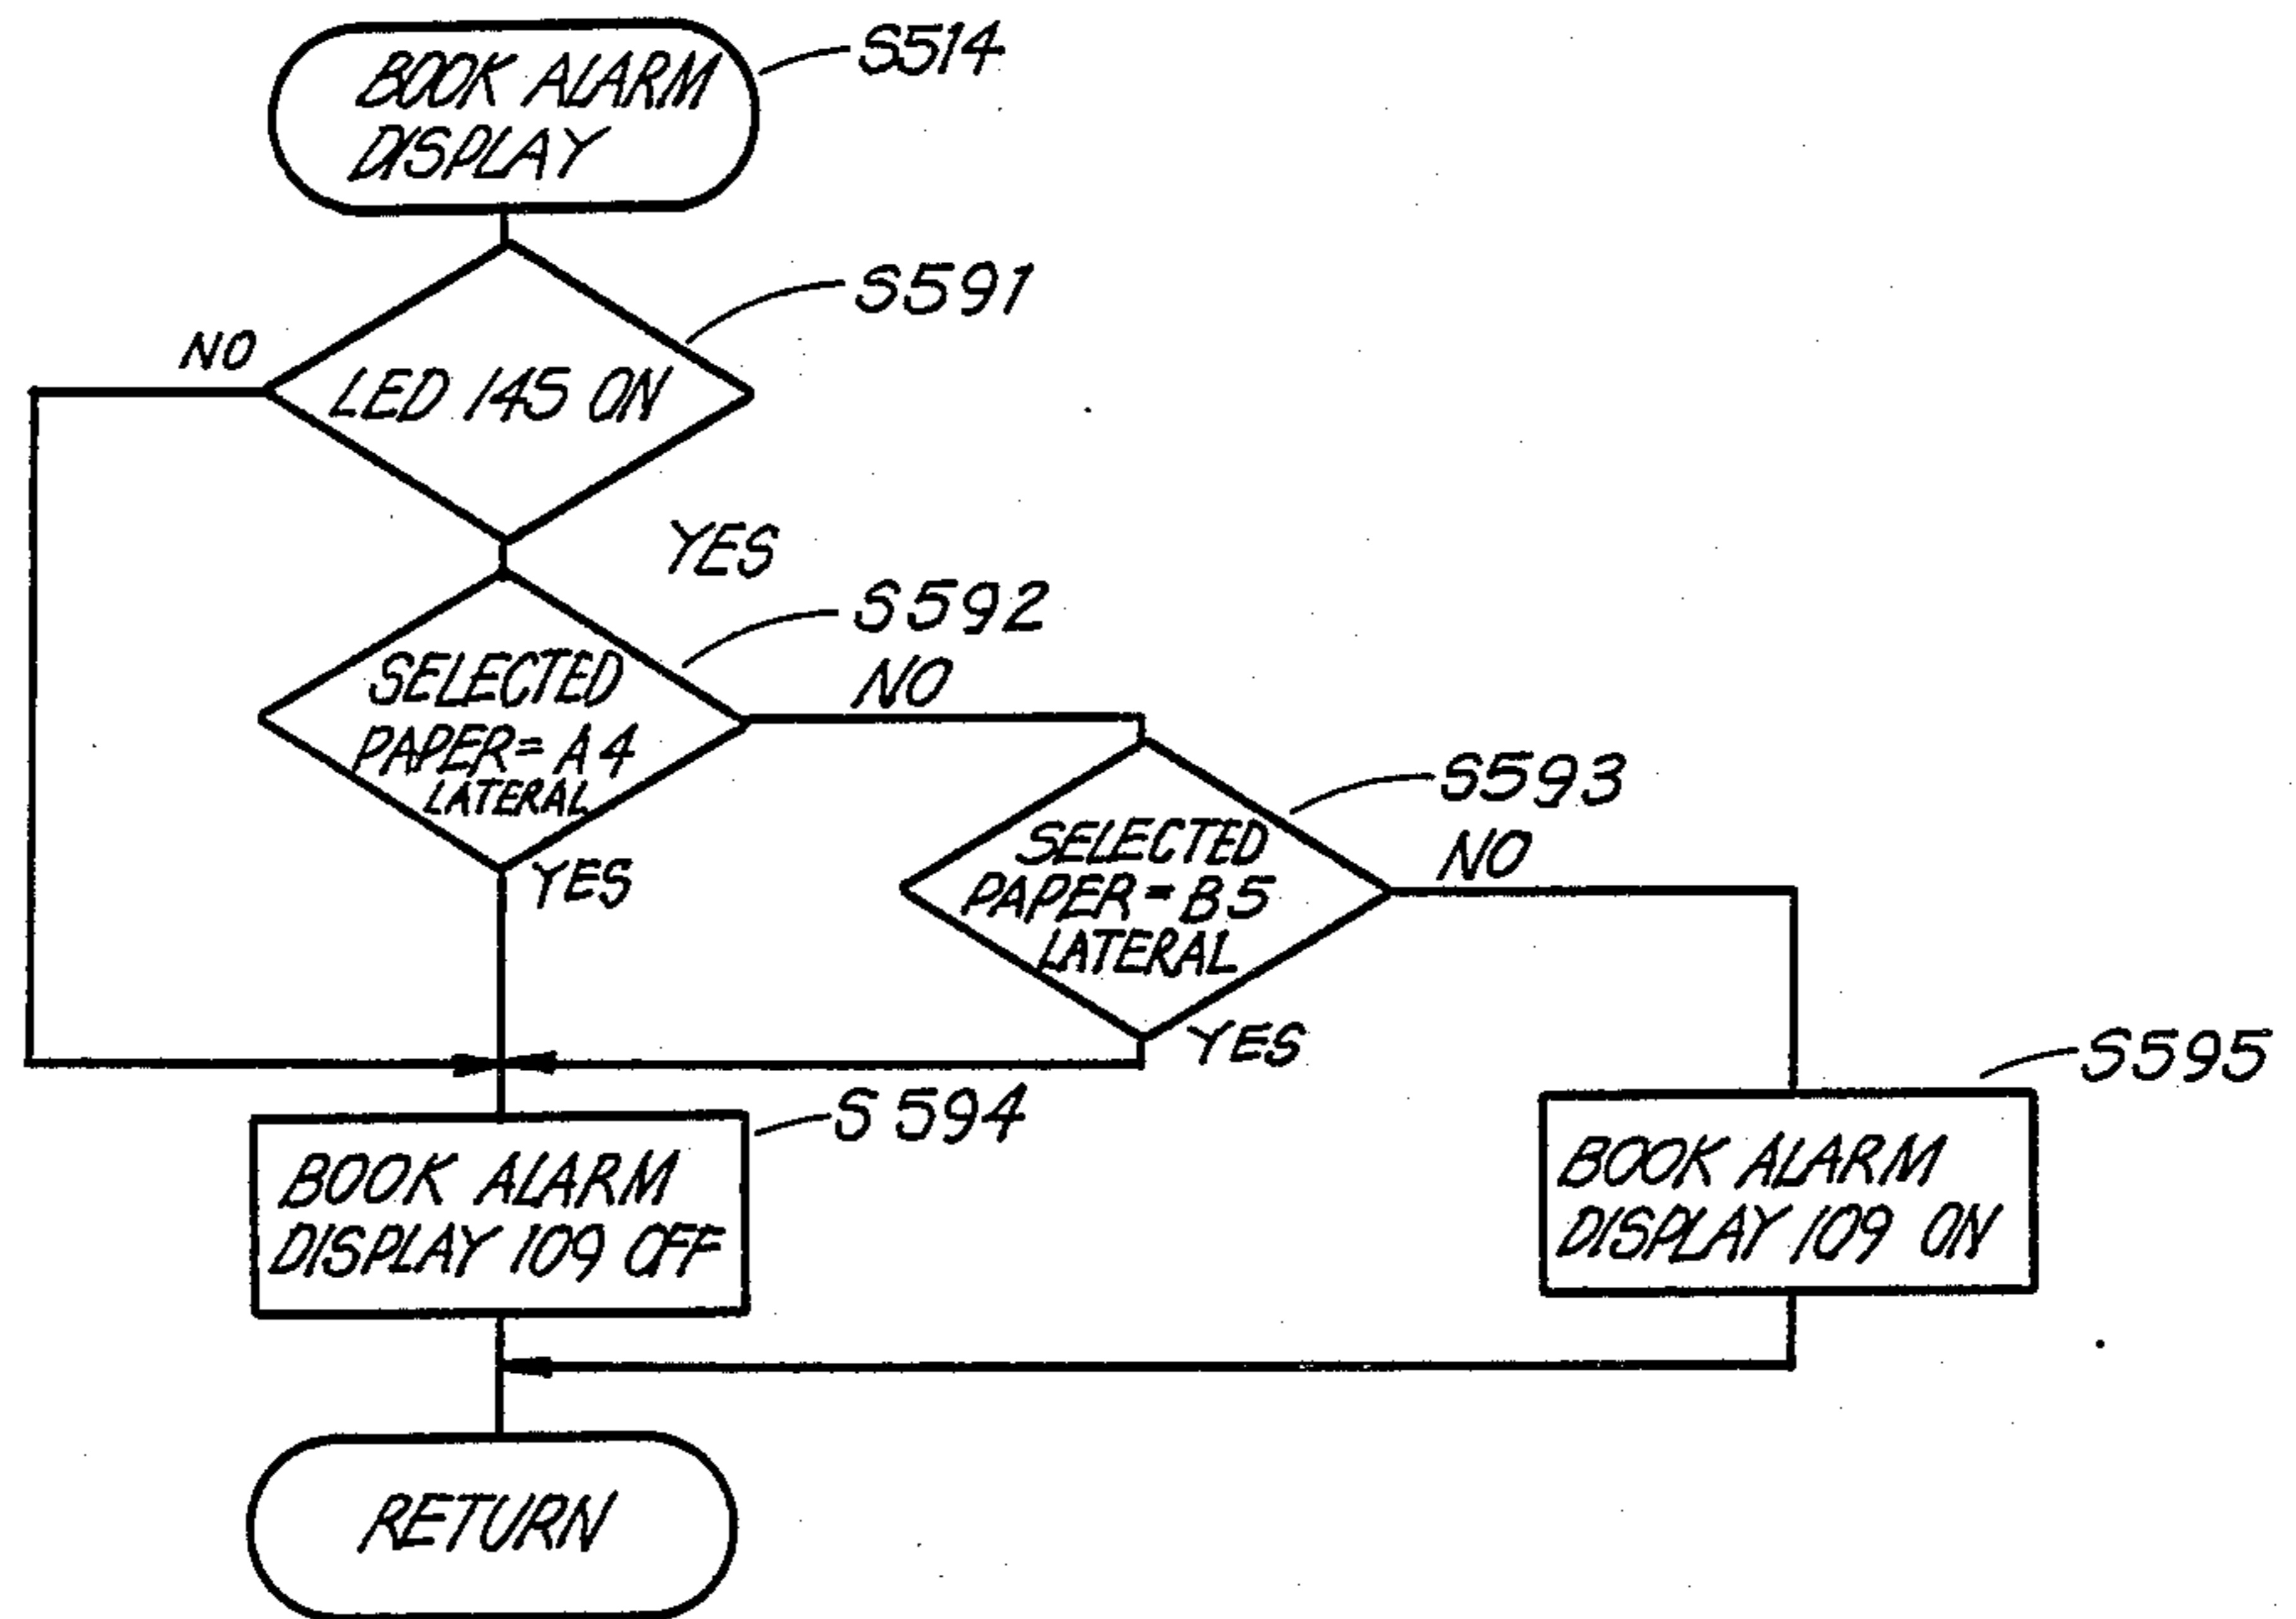 BOOK ALARM
DISPLAY
S514
S591
NO
LED 145 ON
YES
S592
SELECTED
PAPER= A4
LATERAL
NO
YES
S593
SELECTED
PAPER=B5
LATERAL
NO
YES
S594
BOOK ALARM
DISPLAY 109 OFF
S595
BOOK ALARM
DISPLAY 109 ON
RETURN